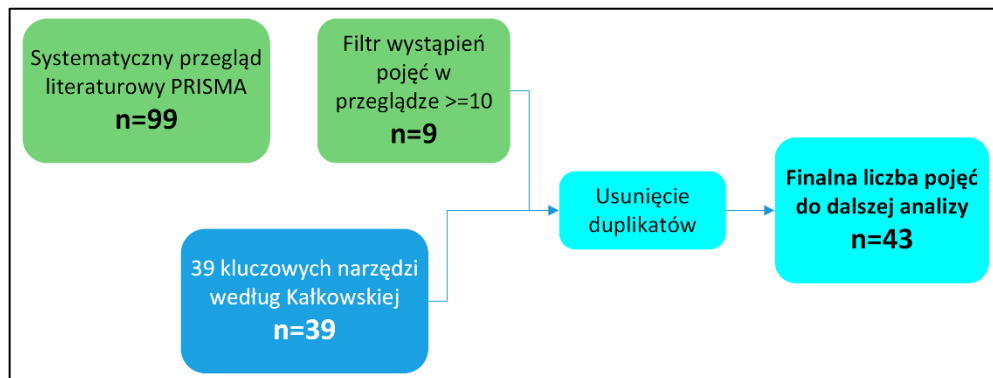 Systematyczny przegląd
literaturowy PRISMA
n=99
Filtr wystąpień
pojęć w
przeglądze >=10
n=9
39 kluczowych narzędzi
według Kałkowskiej
n=39
Usunięcie
duplikatów
Finalna liczba pojęć
do dalszej analizy
n=43